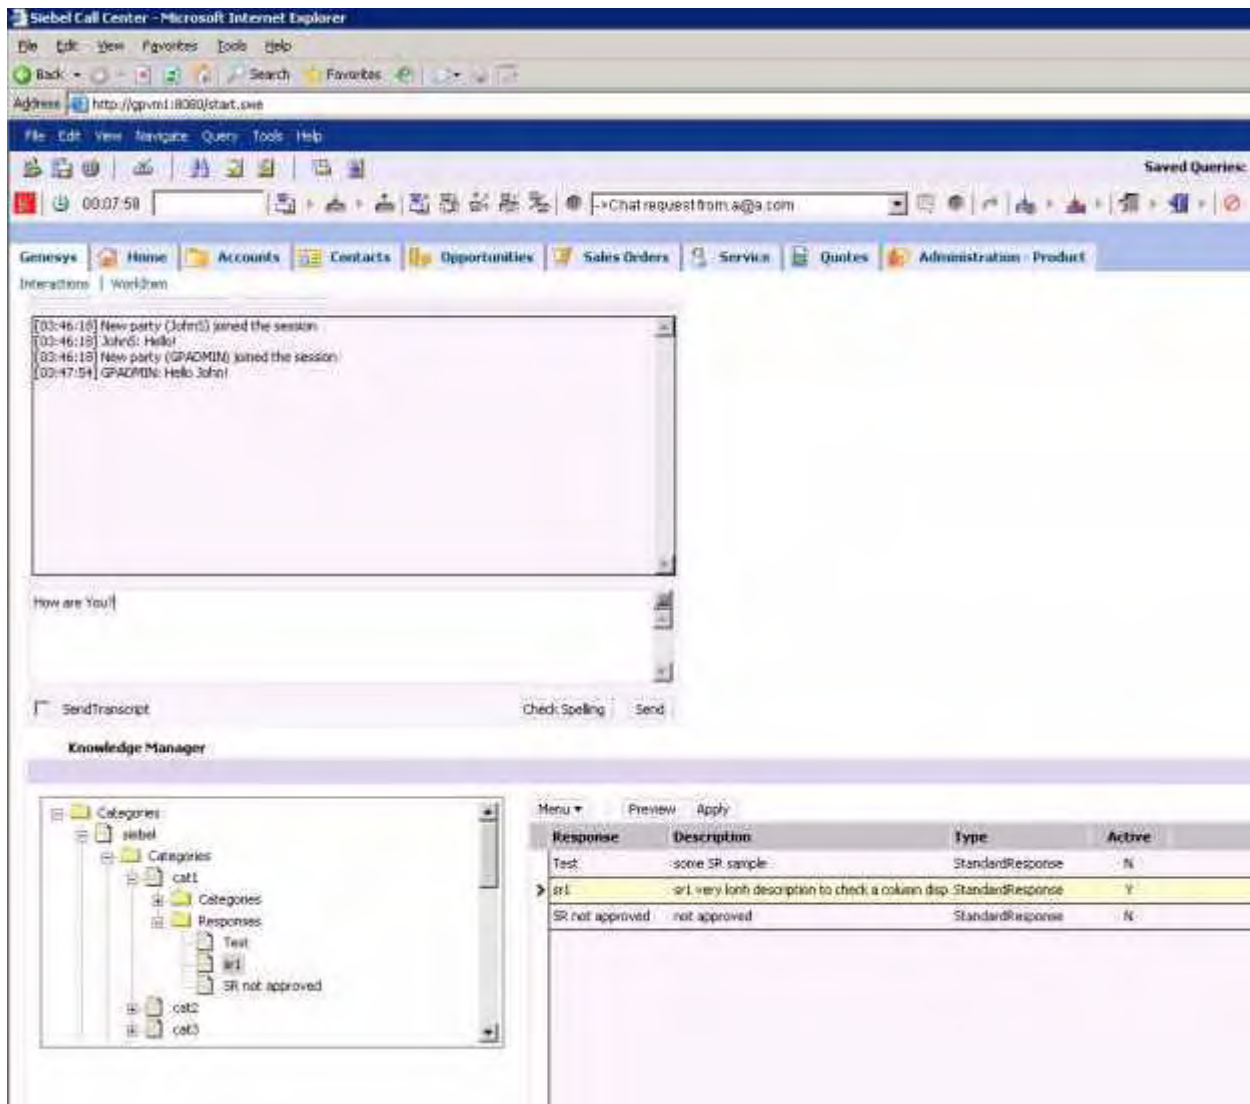 Siebel Call Center - Microsoft Internet Explorer
File Edit View Favorites Tools Help
Back Search Favorites
Address http://gpvm1:8080/start.swe
File Edit View Navigate Query Tools Help
Saved Queries:
00:07:58 ->Chat request from a@a.com
Genesys Home Accounts Contacts Opportunities Sales Orders Service Quotes Administration - Product
Interactions | WorkItem
[03:46:18] New party (JohnS) joined the session
[03:46:18] JohnS: Hello!
[03:46:18] New party (GPADMIN) joined the session
[03:47:54] GPADMIN: Hello John!
How are You?
SendTranscript Check Spelling Send
Knowledge Manager
Categories
siebel
Categories
cat1
Categories
Responses
Test
sr1
SR not approved
cat2
cat3
Menu Preview Apply
Response Description Type Active
Test some SR sample StandardResponse N
sr1 sr1 very lonh description to check a column disp StandardResponse Y
SR not approved not approved StandardResponse N